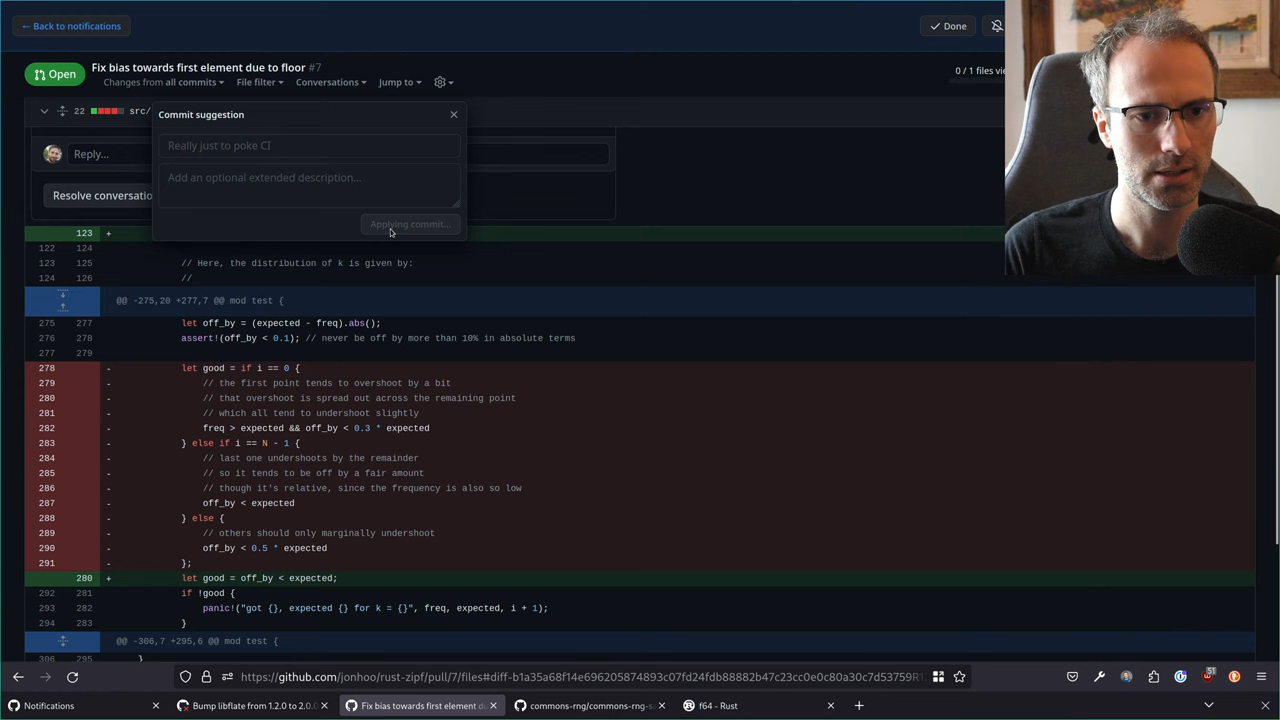 ← Back to notifications
Done
Open
Fix bias towards first element due to floor #7
Changes from all commits
File filter
Conversations
Jump to
0 / 1 files vie
22
src/
Commit suggestion
Really just to poke CI
Reply...
Add an optional extended description...
Resolve conversatio
Applying commit...
123 +
122 124
123 125 // Here, the distribution of k is given by:
124 126 //
@@ -275,20 +277,7 @@ mod test {
275 277 let off_by = (expected - freq).abs();
276 278 assert!(off_by < 0.1); // never be off by more than 10% in absolute terms
277 279
278 - let good = if i == 0 {
279 - // the first point tends to overshoot by a bit
280 - // that overshoot is spread out across the remaining point
281 - // which all tend to undershoot slightly
282 - freq > expected && off_by < 0.3 * expected
283 - } else if i == N - 1 {
284 - // last one undershoots by the remainder
285 - // so it tends to be off by a fair amount
286 - // though it's relative, since the frequency is also so low
287 - off_by < expected
288 - } else {
289 - // others should only marginally undershoot
290 - off_by < 0.5 * expected
291 - };
280 + let good = off_by < expected;
292 281 if !good {
293 282 panic!("got {}, expected {} for k = {}", freq, expected, i + 1);
294 283 }
@@ -306,7 +295,6 @@ mod test {
306 295 }
51
Notifications
Bump libflate from 1.2.0 to 2.0.
Fix bias towards first element d
commons-rng/commons-rng-sa
f64 - Rust